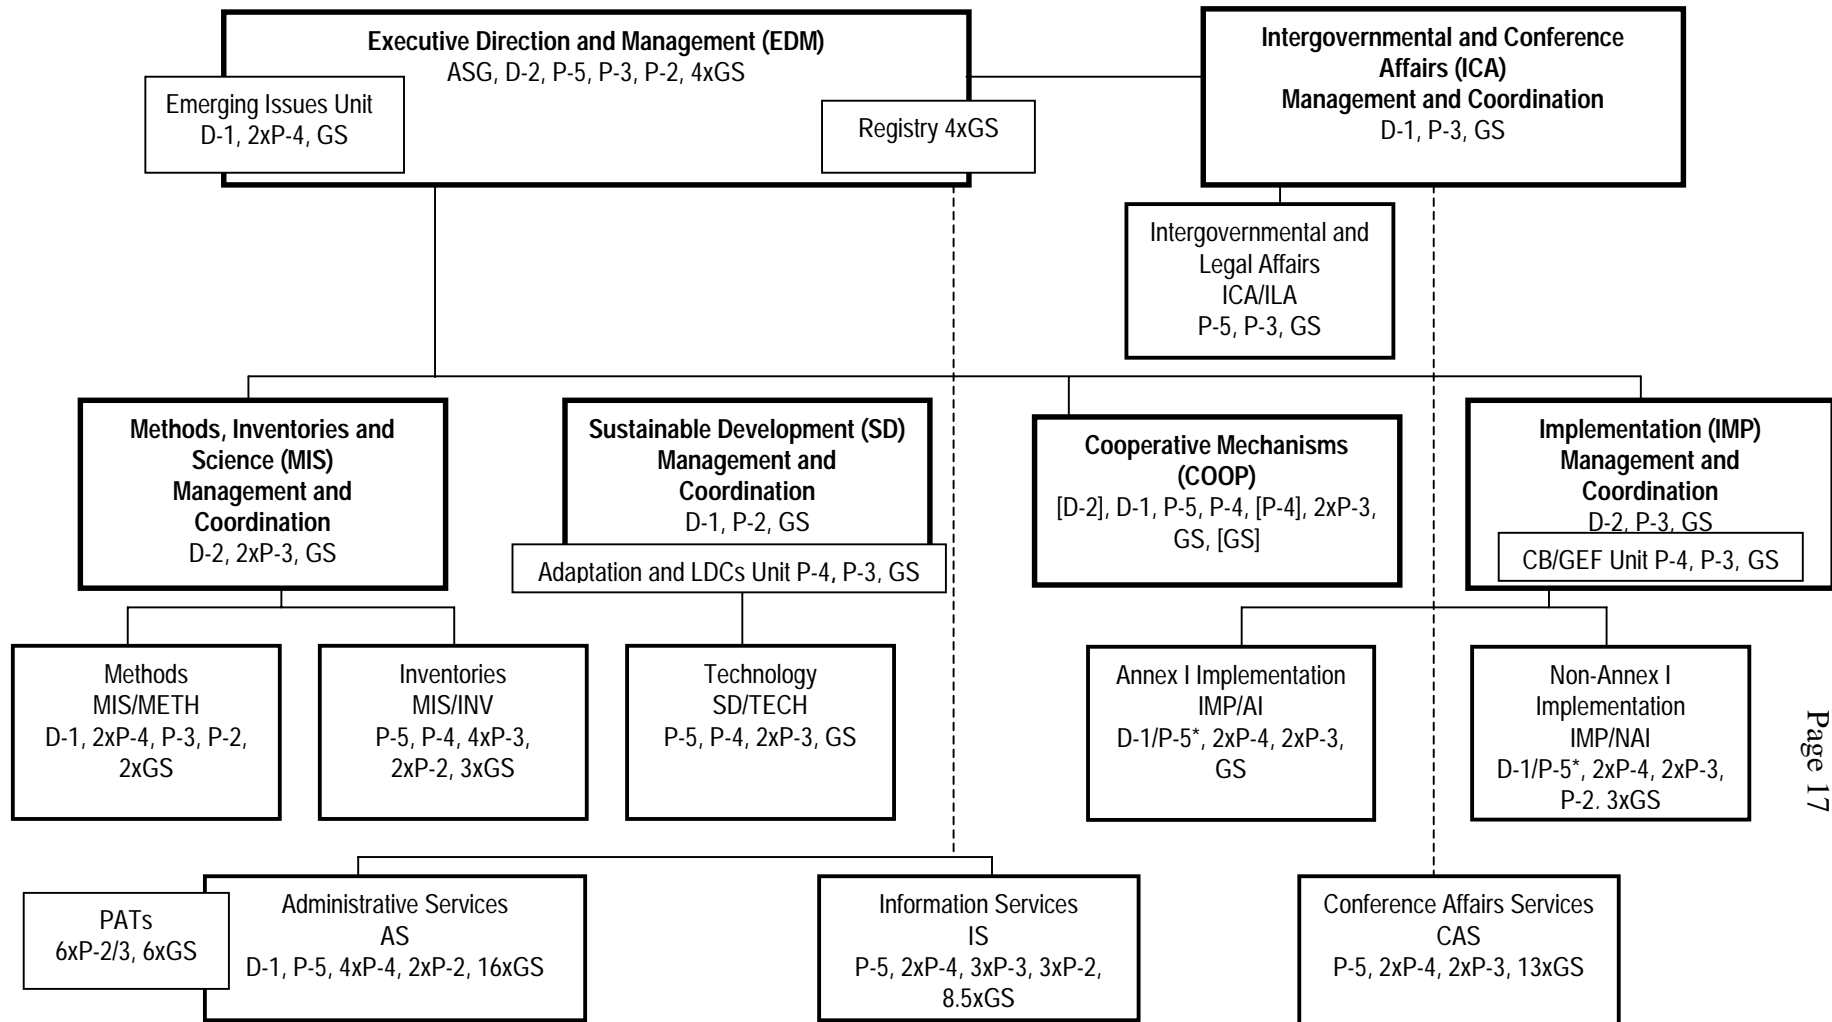 Executive Direction and Management (EDM)
ASG, D-2, P-5, P-3, P-2, 4xGS
Emerging Issues Unit
D-1, 2xP-4, GS
Registry 4xGS
Intergovernmental and Conference
Affairs (ICA)
Management and Coordination
D-1, P-3, GS
Intergovernmental and
Legal Affairs
ICA/ILA
P-5, P-3, GS
Methods, Inventories and
Science (MIS)
Management and
Coordination
D-2, 2xP-3, GS
Sustainable Development (SD)
Management and
Coordination
D-1, P-2, GS
Adaptation and LDCs Unit P-4, P-3, GS
Cooperative Mechanisms
(COOP)
[D-2], D-1, P-5, P-4, [P-4], 2xP-3,
GS, [GS]
Implementation (IMP)
Management and
Coordination
D-2, P-3, GS
CB/GEF Unit P-4, P-3, GS
Methods
MIS/METH
D-1, 2xP-4, P-3, P-2,
2xGS
Inventories
MIS/INV
P-5, P-4, 4xP-3,
2xP-2, 3xGS
Technology
SD/TECH
P-5, P-4, 2xP-3, GS
Annex I Implementation
IMP/AI
D-1/P-5*, 2xP-4, 2xP-3,
GS
Non-Annex I
Implementation
IMP/NAI
D-1/P-5*, 2xP-4, 2xP-3,
P-2, 3xGS
Page 17
PATs
6xP-2/3, 6xGS
Administrative Services
AS
D-1, P-5, 4xP-4, 2xP-2, 16xGS
Information Services
IS
P-5, 2xP-4, 3xP-3, 3xP-2,
8.5xGS
Conference Affairs Services
CAS
P-5, 2xP-4, 2xP-3, 13xGS